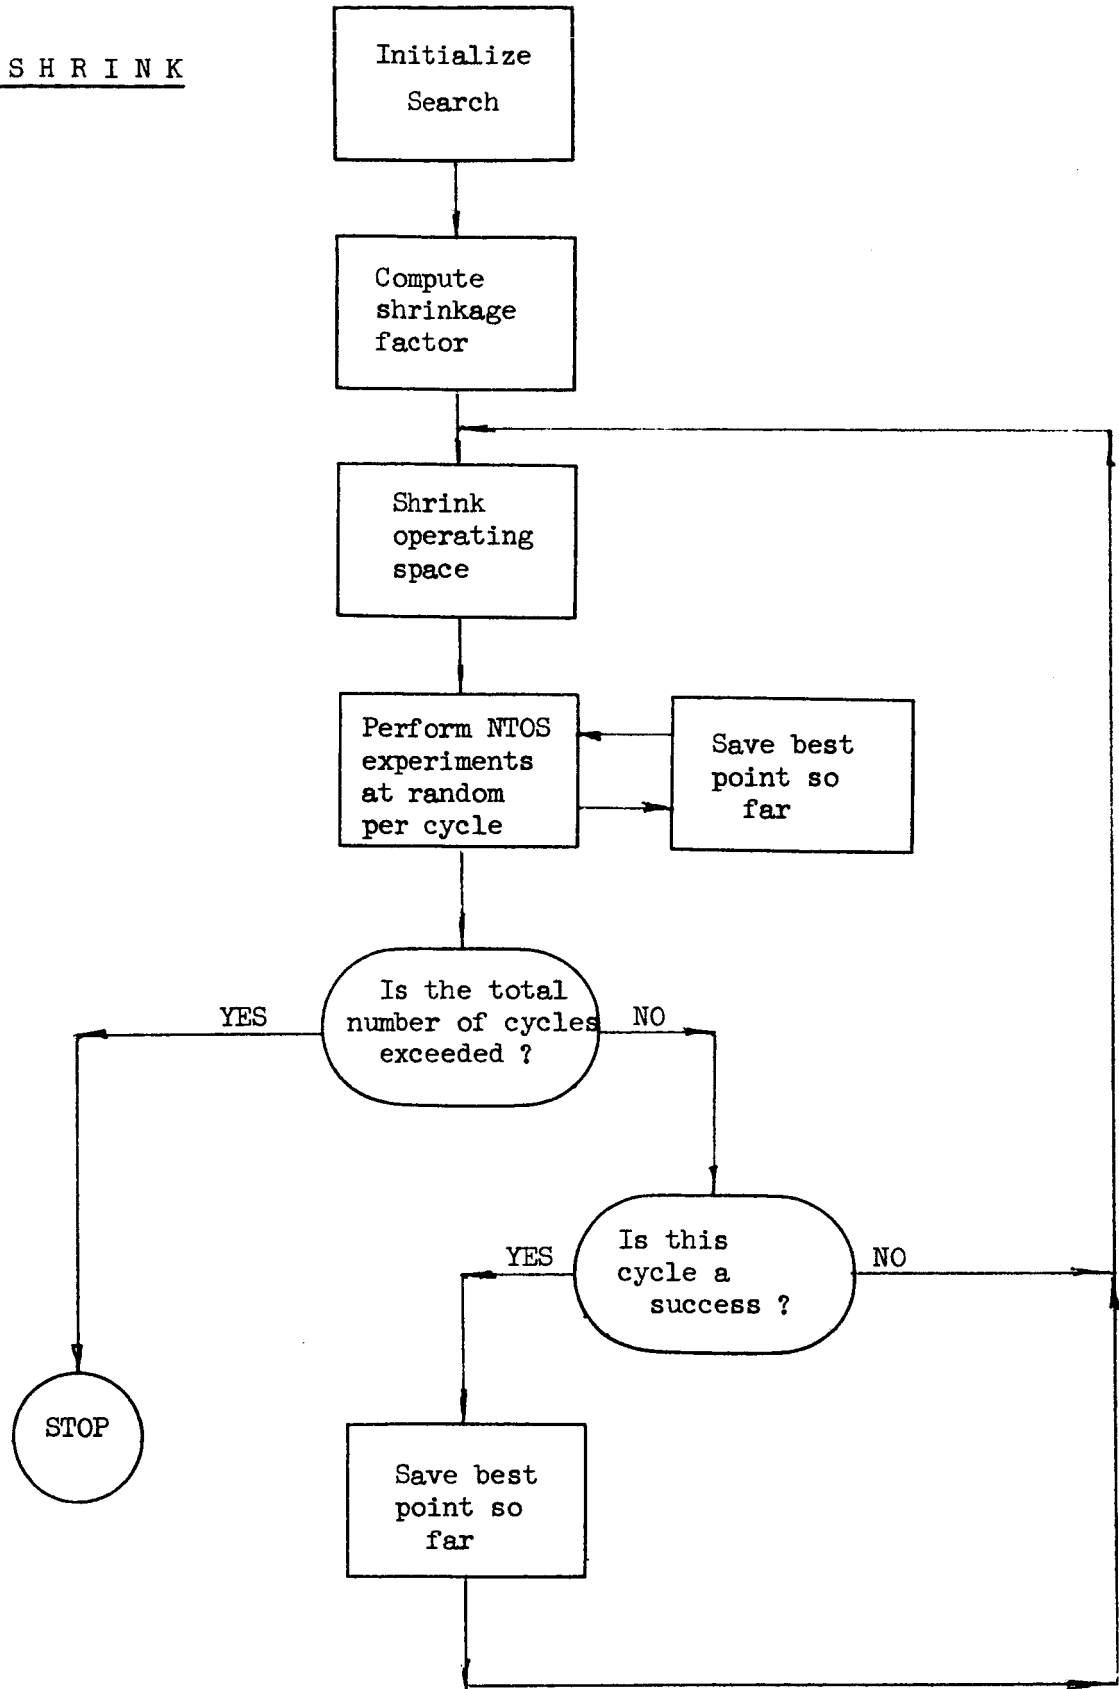 S H R I N K
Initialize
Search
Compute
shrinkage
factor
Shrink
operating
space
Perform NTOS
experiments
at random
per cycle
Save best
point so
far
Is the total
number of cycles
exceeded ?
YES
NO
Is this
cycle a
success ?
YES
NO
STOP
Save best
point so
far